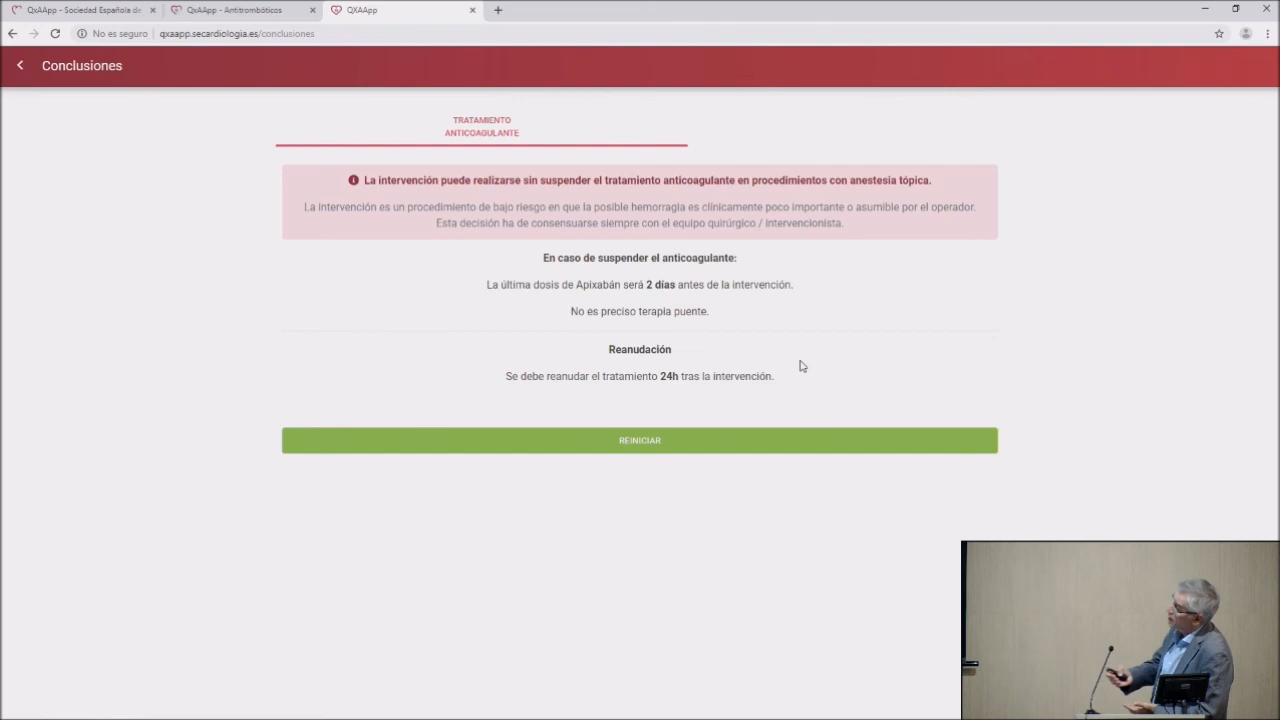 QxAApp - Sociedad Española de
QxAApp - Antitrombóticos
QXAApp
No es seguro
qxaapp.secardiologia.es/conclusiones
Conclusiones
TRATAMIENTO
ANTICOAGULANTE
La intervención puede realizarse sin suspender el tratamiento anticoagulante en procedimientos con anestesia tópica.
La intervención es un procedimiento de bajo riesgo en que la posible hemorragia es clínicamente poco importante o asumible por el operador.
Esta decisión ha de consensuarse siempre con el equipo quirúrgico / intervencionista.
En caso de suspender el anticoagulante:
La última dosis de Apixabán será 2 días antes de la intervención.
No es preciso terapia puente.
Reanudación
Se debe reanudar el tratamiento 24h tras la intervención.
REINICIAR